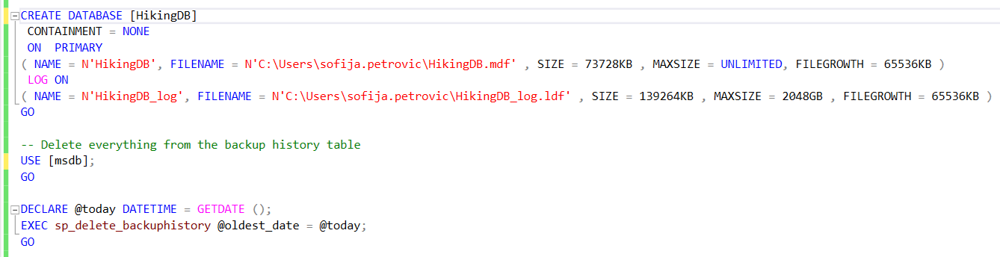 CREATE DATABASE [HikingDB]
CONTAINMENT = NONE
ON  PRIMARY
( NAME = N'HikingDB', FILENAME = N'C:\Users\sofija.petrovic\HikingDB.mdf' , SIZE = 73728KB , MAXSIZE = UNLIMITED, FILEGROWTH = 65536KB )
LOG ON
( NAME = N'HikingDB_log', FILENAME = N'C:\Users\sofija.petrovic\HikingDB_log.ldf' , SIZE = 139264KB , MAXSIZE = 2048GB , FILEGROWTH = 65536KB )
GO
-- Delete everything from the backup history table
USE [msdb];
GO
DECLARE @today DATETIME = GETDATE ();
EXEC sp_delete_backuphistory @oldest_date = @today;
GO